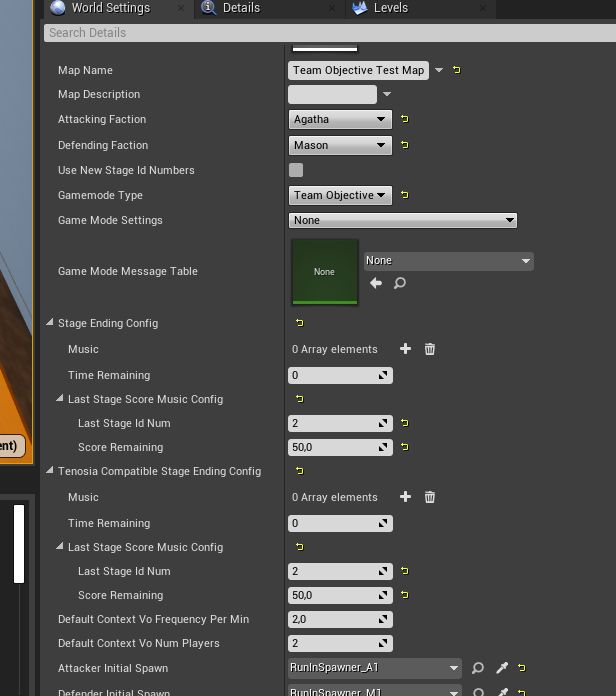 World Settings
Details
Levels
Search Details
Map Name Team Objective Test Map
Map Description
Attacking Faction Agatha
Defending Faction Mason
Use New Stage Id Numbers
Gamemode Type Team Objective
Game Mode Settings None
Game Mode Message Table None None
Stage Ending Config
Music 0 Array elements
Time Remaining 0
Last Stage Score Music Config
Last Stage Id Num 2
Score Remaining 50,0
ent)
Tenosia Compatible Stage Ending Config
Music 0 Array elements
Time Remaining 0
Last Stage Score Music Config
Last Stage Id Num 2
Score Remaining 50,0
Default Context Vo Frequency Per Min 2,0
Default Context Vo Num Players 2
Attacker Initial Spawn RunInSpawner_A1
Defender Initial Spawn RunInSpawner_M1